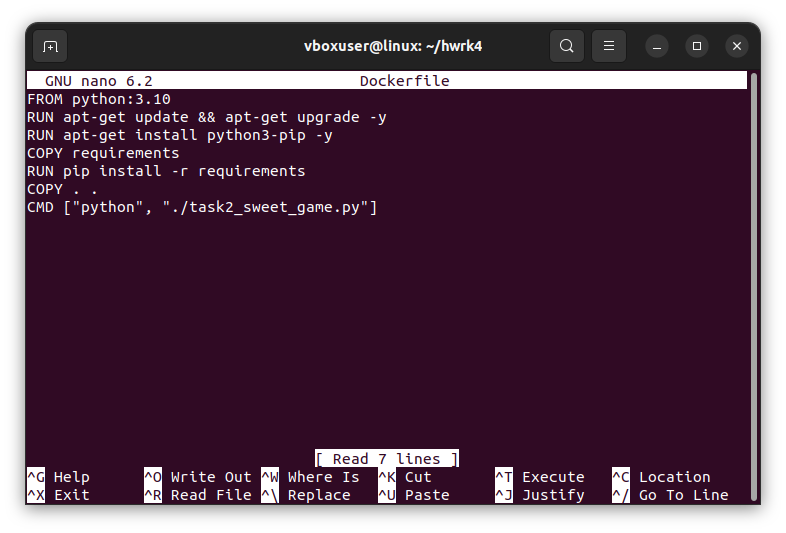 vboxuser@linux: ~/hwrk4
GNU nano 6.2 Dockerfile
FROM python:3.10
RUN apt-get update && apt-get upgrade -y
RUN apt-get install python3-pip -y
COPY requirements
RUN pip install -r requirements
COPY . .
CMD ["python", "./task2_sweet_game.py"]
[ Read 7 lines ]
^G Help ^O Write Out ^W Where Is ^K Cut ^T Execute ^C Location
^X Exit ^R Read File ^\ Replace ^U Paste ^J Justify ^/ Go To Line